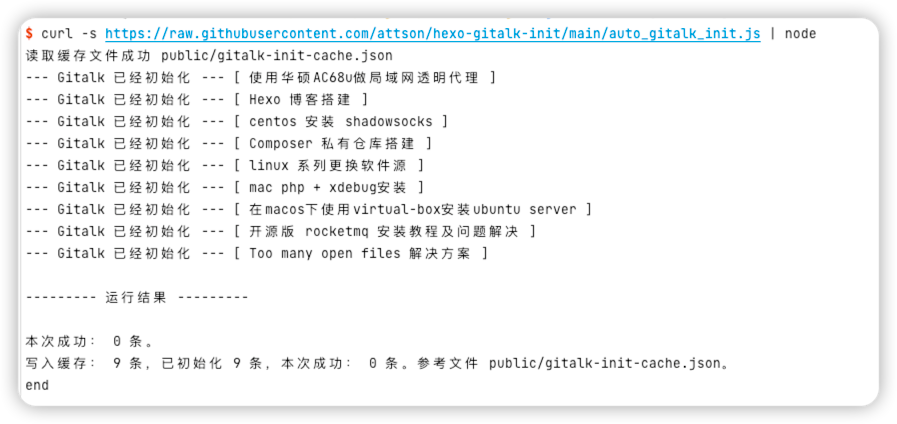 $ curl -s https://raw.githubusercontent.com/attson/hexo-gitalk-init/main/auto_gitalk_init.js | node
读取缓存文件成功 public/gitalk-init-cache.json
--- Gitalk 已经初始化 --- [ 使用华硕AC68u做局域网透明代理 ]
--- Gitalk 已经初始化 --- [ Hexo 博客搭建 ]
--- Gitalk 已经初始化 --- [ centos 安装 shadowsocks ]
--- Gitalk 已经初始化 --- [ Composer 私有仓库搭建 ]
--- Gitalk 已经初始化 --- [ linux 系列更换软件源 ]
--- Gitalk 已经初始化 --- [ mac php + xdebug安装 ]
--- Gitalk 已经初始化 --- [ 在macos下使用virtual-box安装ubuntu server ]
--- Gitalk 已经初始化 --- [ 开源版 rocketmq 安装教程及问题解决 ]
--- Gitalk 已经初始化 --- [ Too many open files 解决方案 ]
--------- 运行结果 ---------
本次成功： 0 条。
写入缓存： 9 条，已初始化 9 条，本次成功： 0 条。参考文件 public/gitalk-init-cache.json。
end